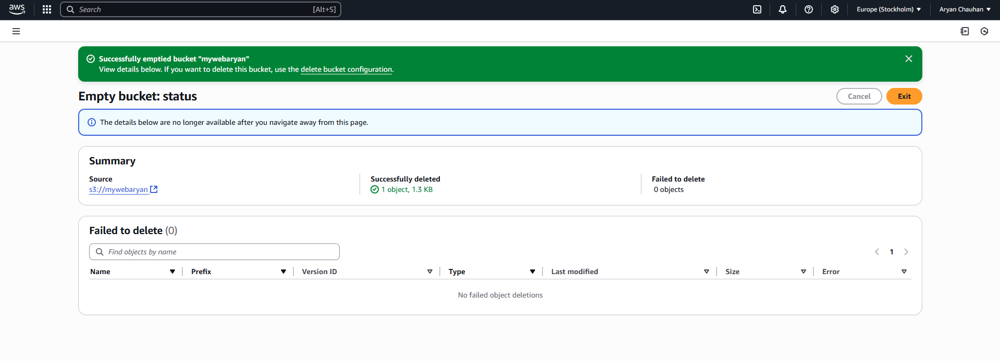 aws Search [Alt+S] Europe (Stockholm) Aryan Chauhan
Successfully emptied bucket "mywebaryan"
View details below. If you want to delete this bucket, use the delete bucket configuration.
Empty bucket: status Cancel Exit
The details below are no longer available after you navigate away from this page.
Summary
Source Successfully deleted Failed to delete
s3://mywebaryan 1 object, 1.3 KB 0 objects
Failed to delete (0)
Find objects by name 1
Name Prefix Version ID Type Last modified Size Error
No failed object deletions